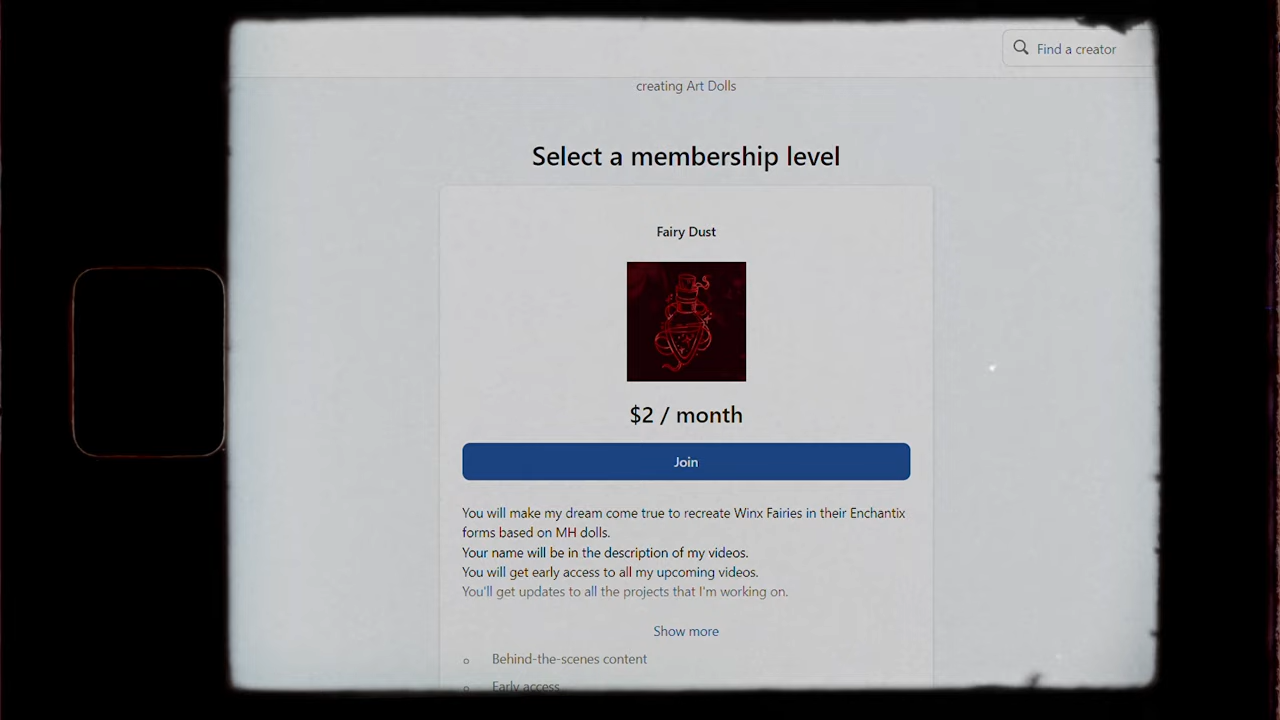 Find a creator
creating Art Dolls
Select a membership level
Fairy Dust
$2 / month
Join
You will make my dream come true to recreate Winx Fairies in their Enchantix
forms based on MH dolls.
Your name will be in the description of my videos.
You will get early access to all my upcoming videos.
You'll get updates to all the projects that I'm working on.
Show more
Behind-the-scenes content
Early access